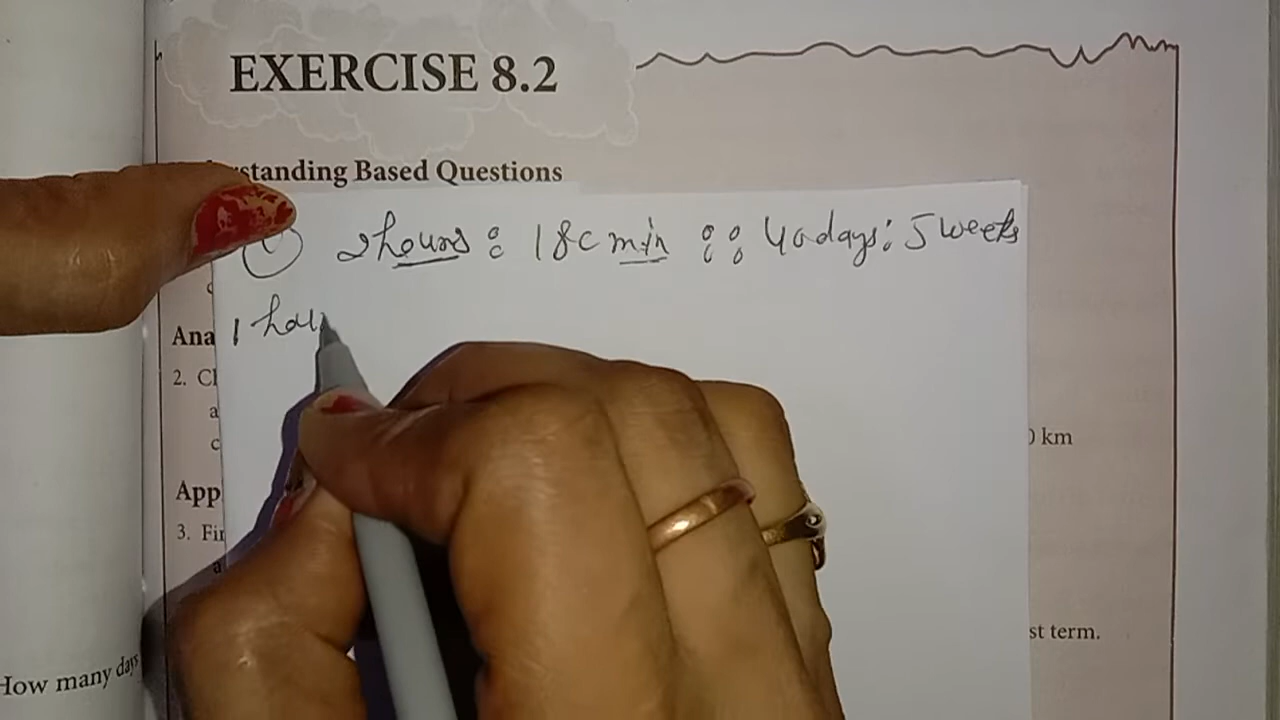 EXERCISE 8.2
standing Based Questions
2 hours : 180 min :: 40 days : 5 weeks
1 hou
Ana
2. Cl
a
c
) km
App
3. Fin
a
st term.
How many days